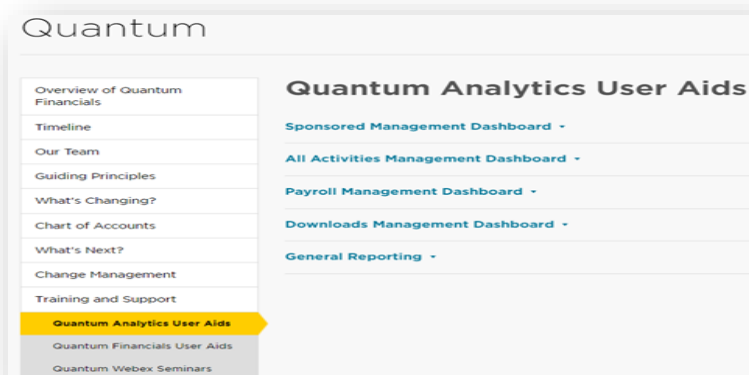 Quantum
Overview of Quantum
Financials
Timeline
Our Team
Guiding Principles
What's Changing?
Chart of Accounts
What's Next?
Change Management
Training and Support
Quantum Analytics User Aids
Quantum Financials User Aids
Quantum Webex Seminars
Quantum Analytics User Aids
Sponsored Management Dashboard
All Activities Management Dashboard
Payroll Management Dashboard
Downloads Management Dashboard
General Reporting